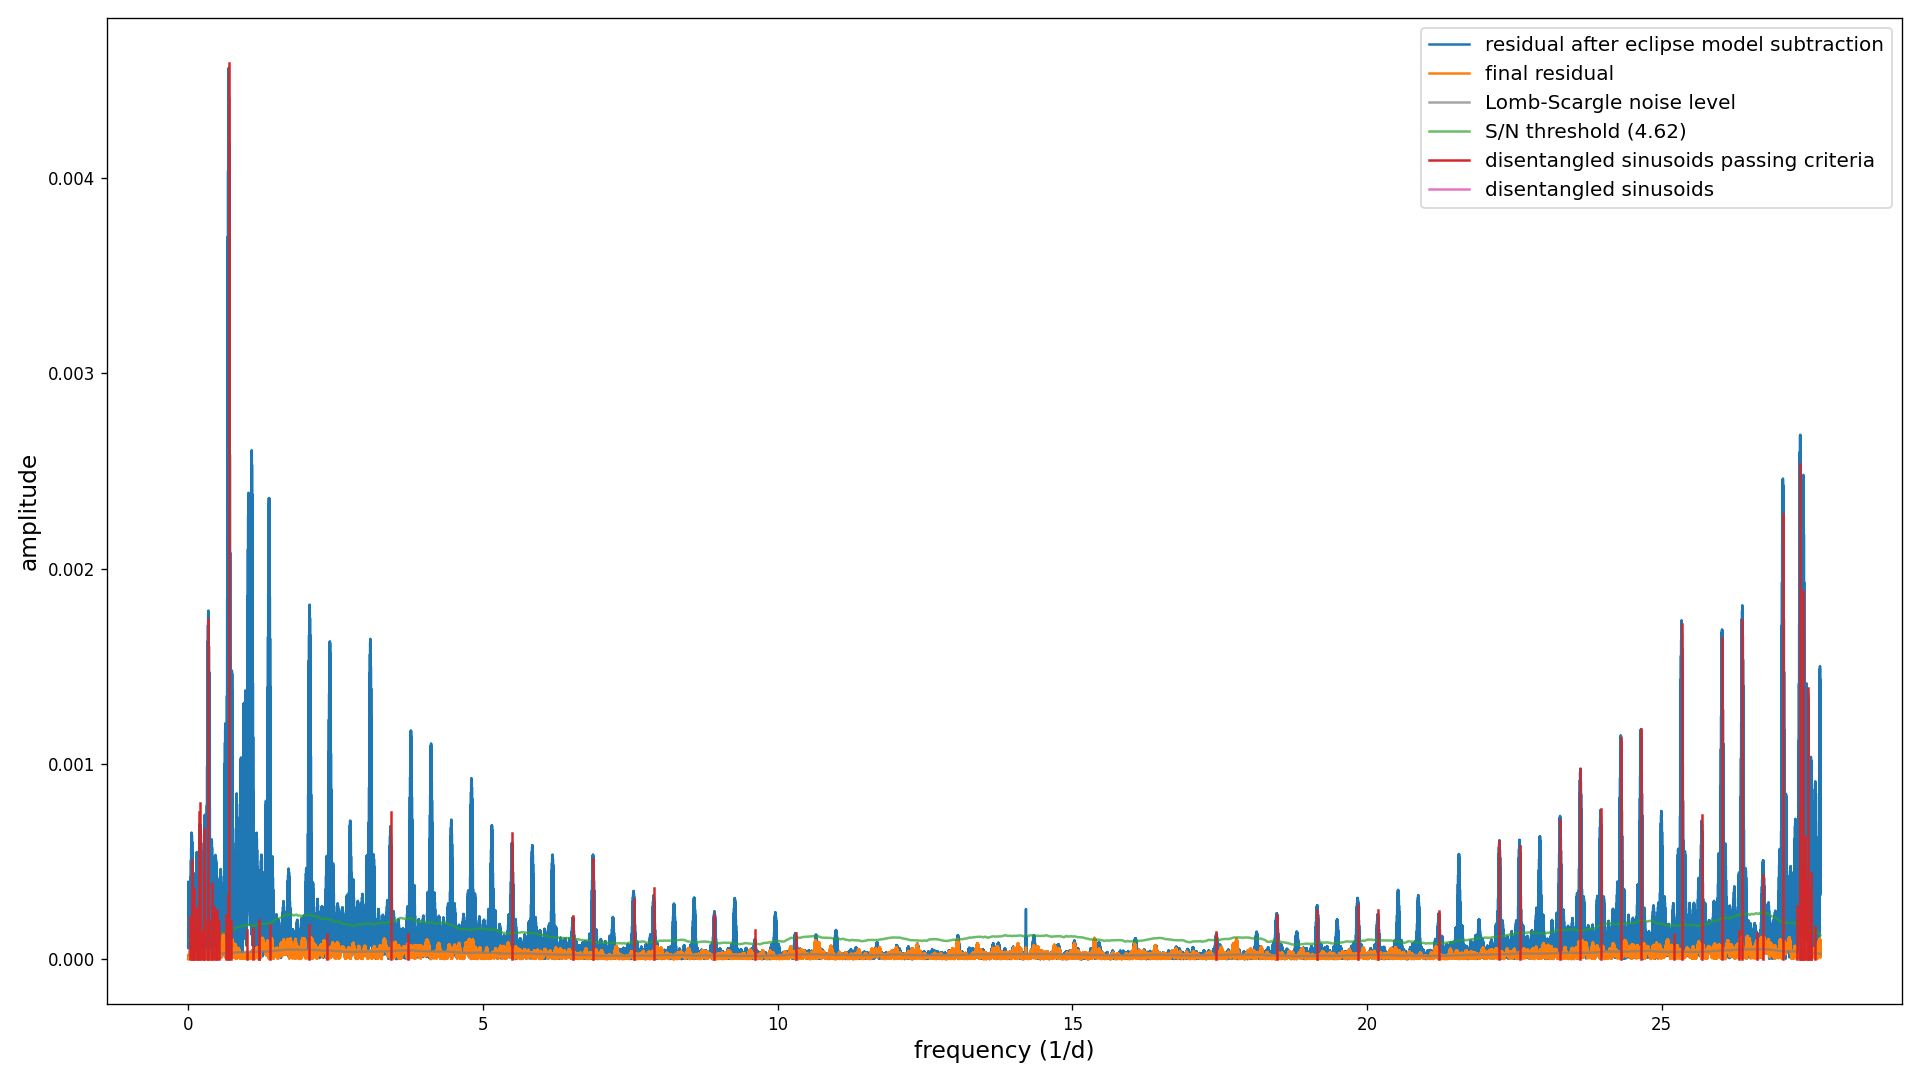 residual after eclipse model subtraction
final residual
Lomb-Scargle noise level
S/N threshold (4.62)
disentangled sinusoids passing criteria
disentangled sinusoids
0.004
0.003
0.002
0.001
0.000
amplitude
0 5 10 15 20 25
frequency (1/d)